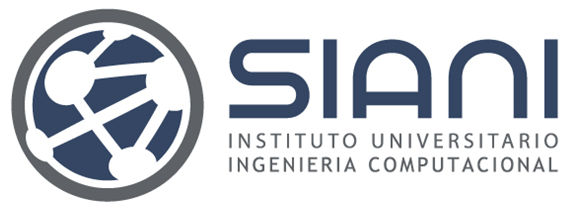 SIANI
INSTITUTO UNIVERSITARIO
INGENIERIA COMPUTACIONAL